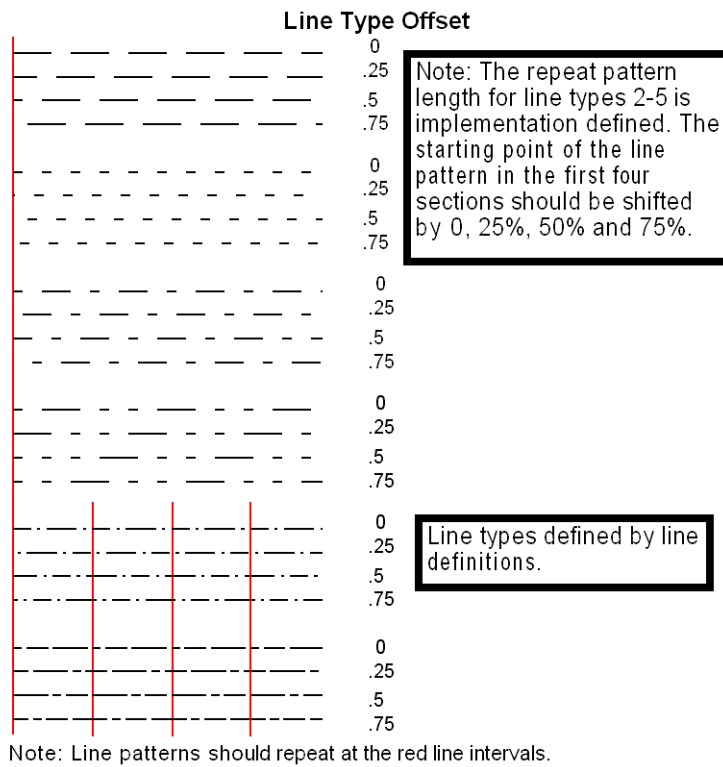 Line Type Offset
0
.25
.5
.75
Note: The repeat pattern
length for line types 2-5 is
implementation defined. The
starting point of the line
pattern in the first four
sections should be shifted
by 0, 25%, 50% and 75%.
0
.25
.5
.75
0
.25
.5
.75
0
.25
.5
.75
0
.25
.5
.75
Line types defined by line
definitions.
0
.25
.5
.75
Note: Line patterns should repeat at the red line intervals.